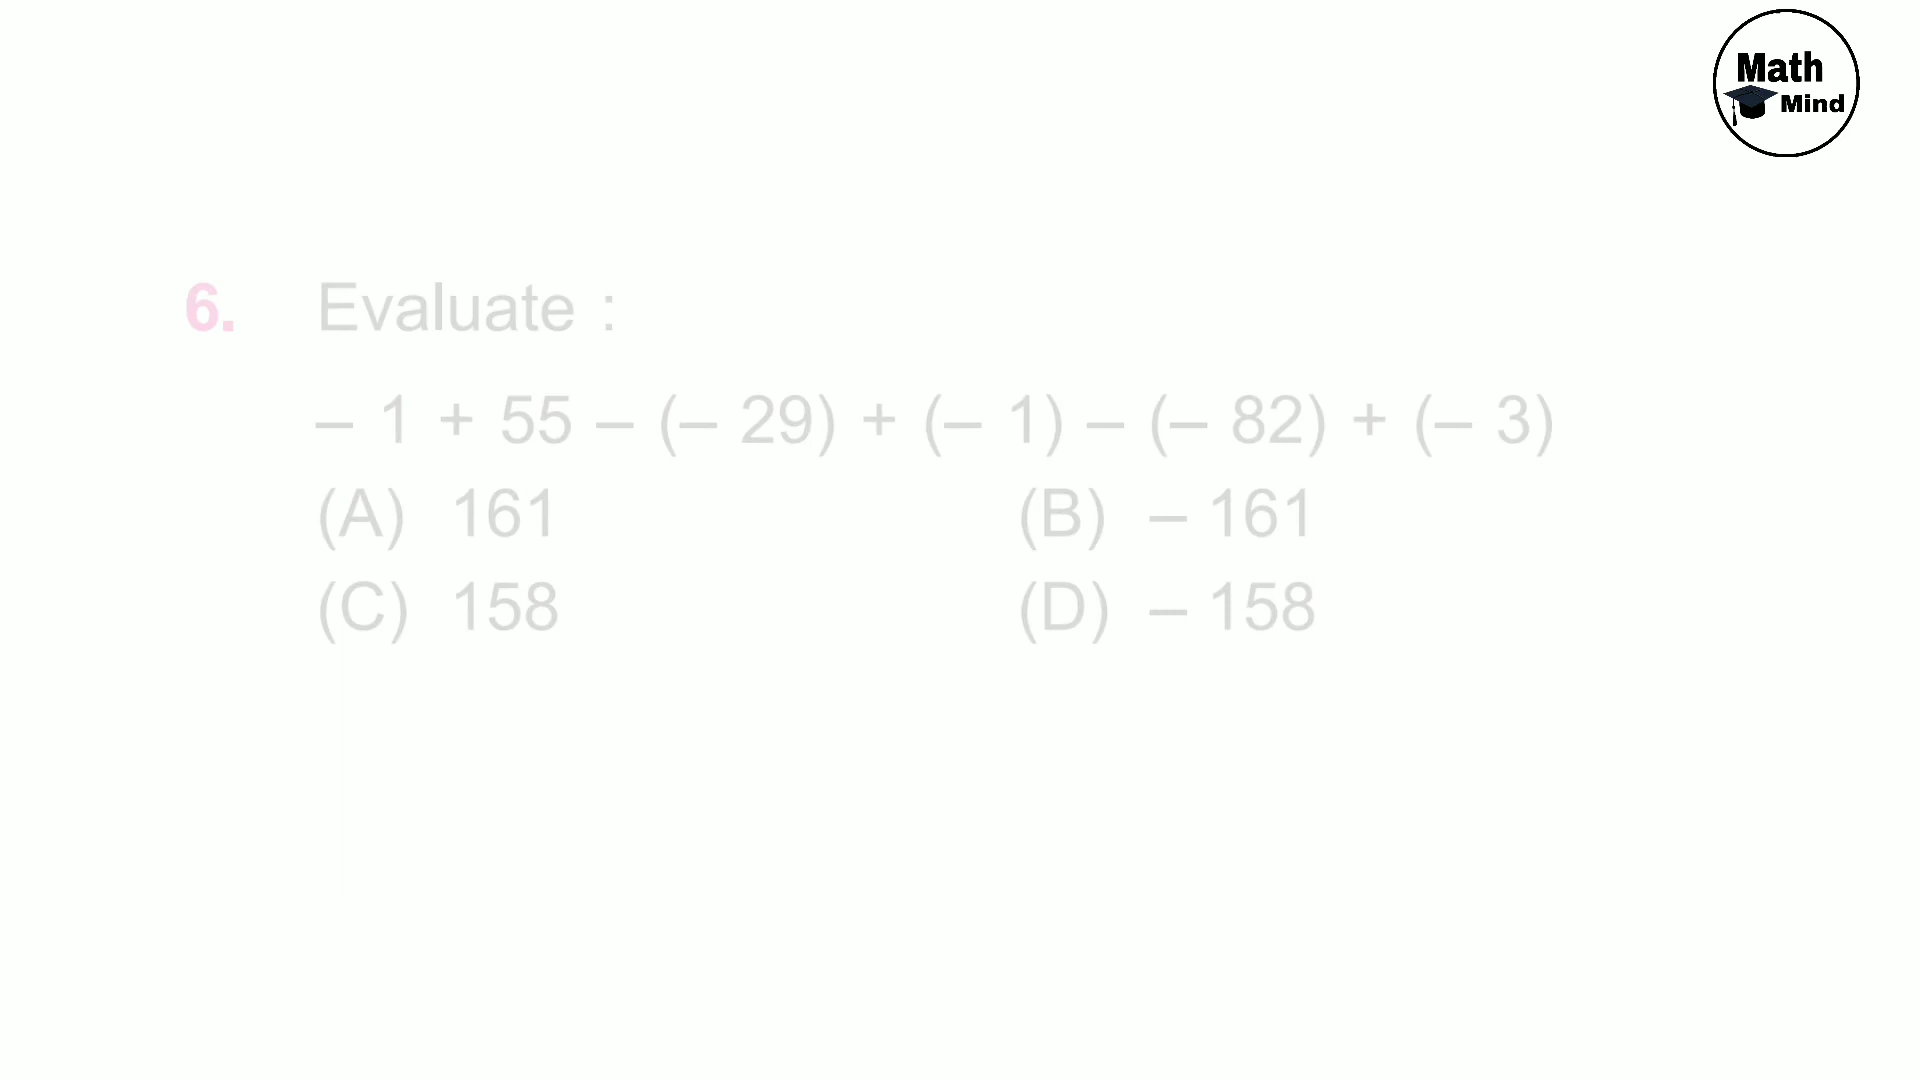 Math
Mind
6. Evaluate :
– 1 + 55 – (– 29) + (– 1) – (– 82) + (– 3)
(A) 161 (B) – 161
(C) 158 (D) – 158